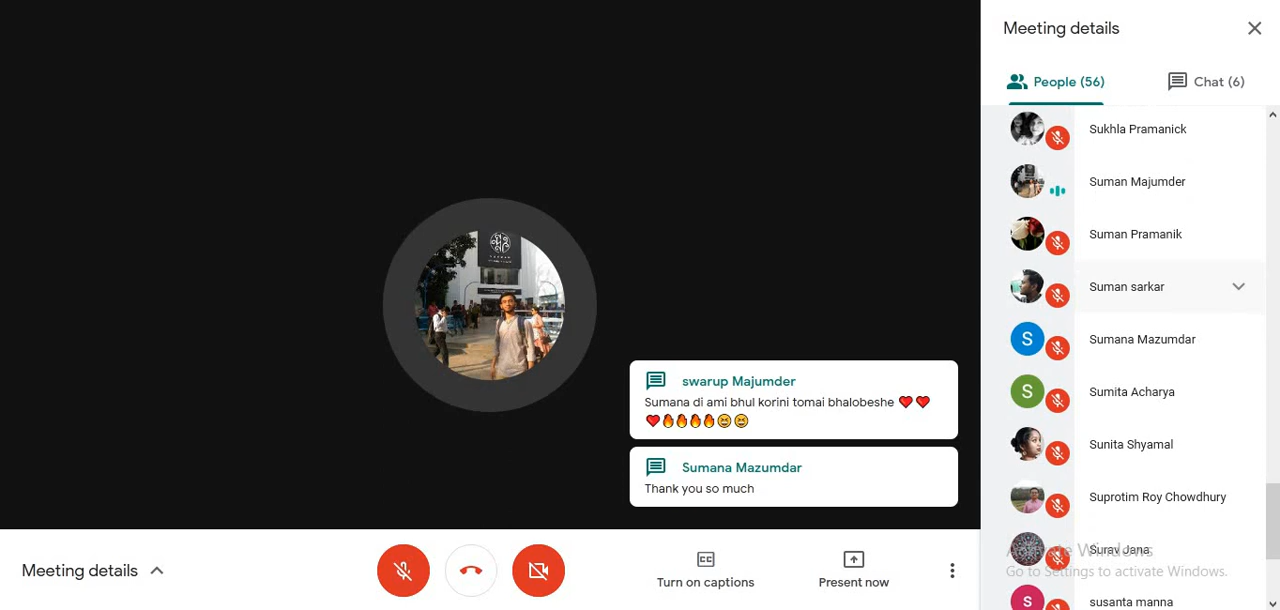 Meeting details
People (56)
Chat (6)
Sukhla Pramanick
Suman Majumder
Suman Pramanik
Suman sarkar
S
Sumana Mazumdar
S
Sumita Acharya
Sunita Shyamal
Suprotim Roy Chowdhury
Surav Jana
S
susanta manna
swarup Majumder
Sumana di ami bhul korini tomai bhalobeshe ❤️❤️
❤️🔥🔥🔥🔥😆😆
Sumana Mazumdar
Thank you so much
Meeting details
Turn on captions
Present now
Activate Windows
Go to Settings to activate Windows.